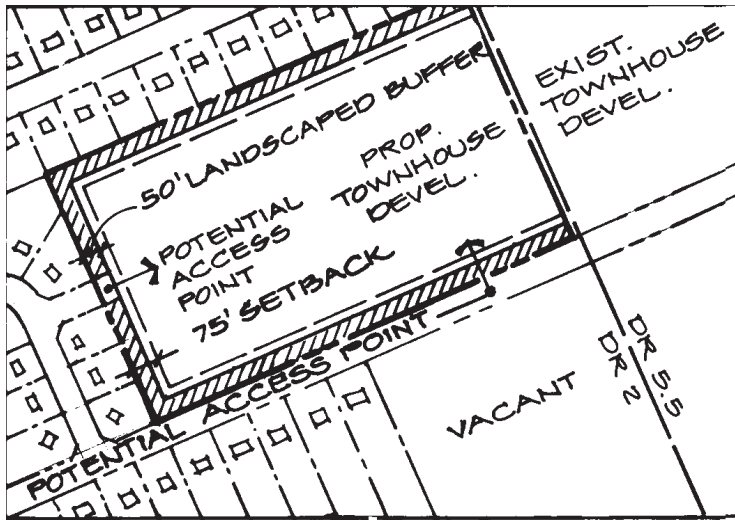 EXIST.
TOWNHOUSE
DEVEL.
50' LANDSCAPED BUFFER
PROP.
TOWNHOUSE
DEVEL.
POTENTIAL
ACCESS
POINT
75' SETBACK
POTENTIAL ACCESS POINT
VACANT
DR 5.5
DR 2